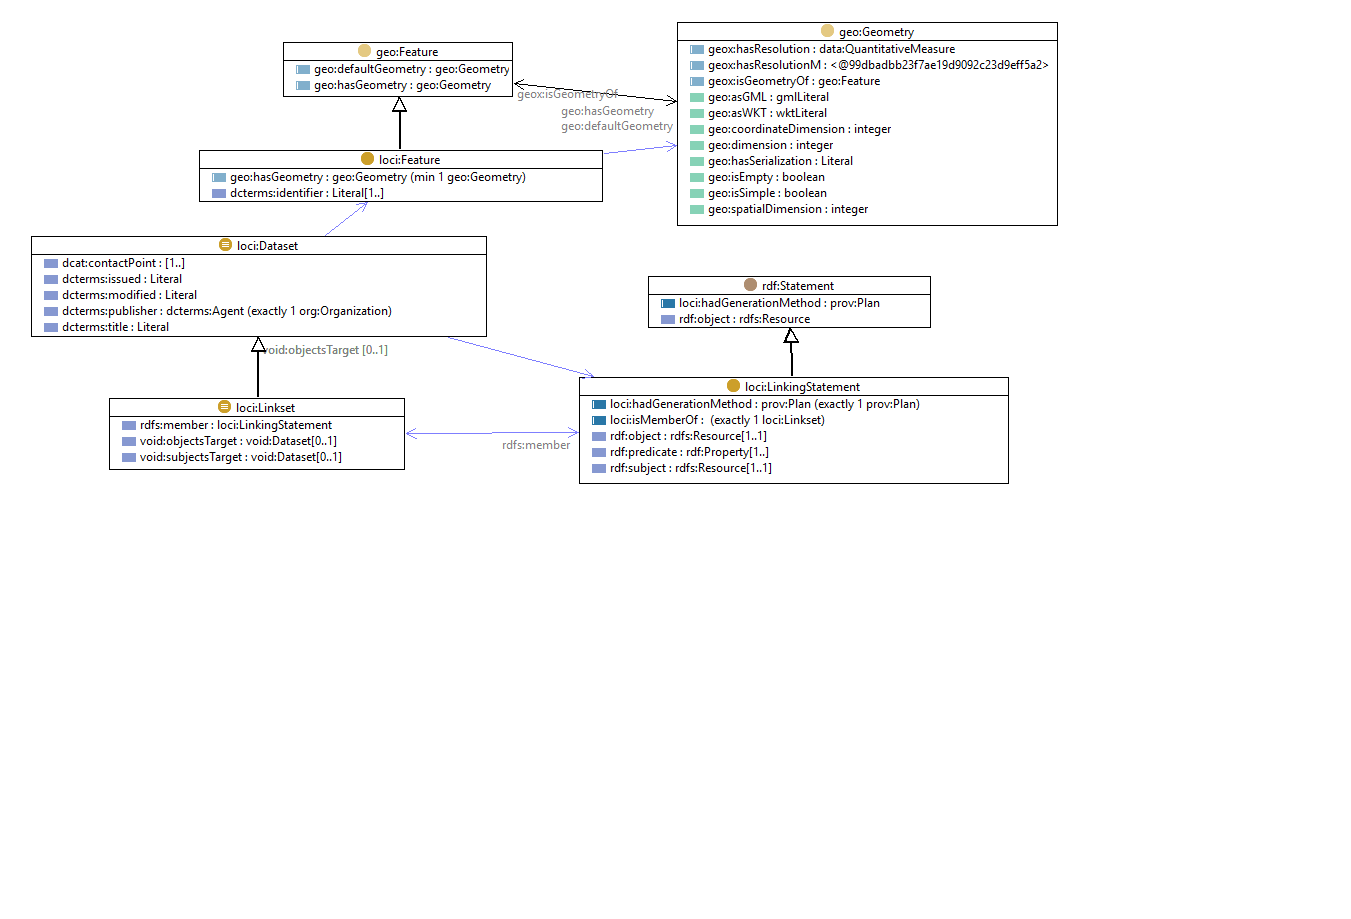 geo:Feature
geo:defaultGeometry : geo:Geometry
geo:hasGeometry : geo:Geometry
geo:Geometry
geox:hasResolution : data:QuantitativeMeasure
geox:hasResolutionM : <@99dbadbb23f7ae19d9092c23d9eff5a2>
geox:isGeometryOf : geo:Feature
geo:asGML : gmlLiteral
geo:asWKT : wktLiteral
geo:coordinateDimension : integer
geo:dimension : integer
geo:hasSerialization : Literal
geo:isEmpty : boolean
geo:isSimple : boolean
geo:spatialDimension : integer
geox:isGeometryOf
geo:hasGeometry
geo:defaultGeometry
loci:Feature
geo:hasGeometry : geo:Geometry (min 1 geo:Geometry)
dcterms:identifier : Literal[1..]
loci:Dataset
dcat:contactPoint : [1..]
dcterms:issued : Literal
dcterms:modified : Literal
dcterms:publisher : dcterms:Agent (exactly 1 org:Organization)
dcterms:title : Literal
rdf:Statement
loci:hadGenerationMethod : prov:Plan
rdf:object : rdfs:Resource
void:objectsTarget [0..1]
loci:Linkset
rdfs:member : loci:LinkingStatement
void:objectsTarget : void:Dataset[0..1]
void:subjectsTarget : void:Dataset[0..1]
rdfs:member
loci:LinkingStatement
loci:hadGenerationMethod : prov:Plan (exactly 1 prov:Plan)
loci:isMemberOf :  (exactly 1 loci:Linkset)
rdf:object : rdfs:Resource[1..1]
rdf:predicate : rdf:Property[1..]
rdf:subject : rdfs:Resource[1..1]